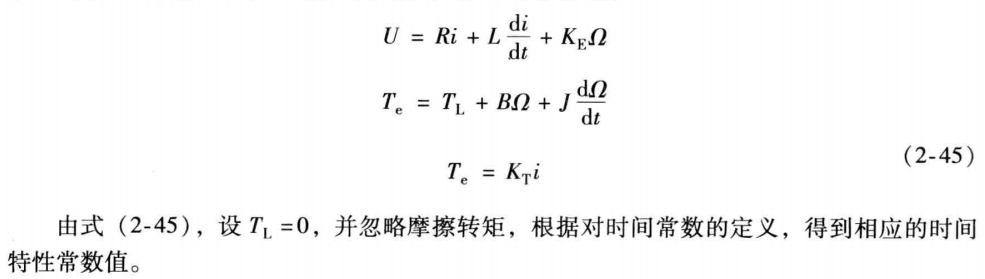 U = Ri + L di/dt + K_E Ω
T_e = T_L + BΩ + J dΩ/dt
(2-45)
T_e = K_T i
由式（2-45），设 T_L =0，并忽略摩擦转矩，根据对时间常数的定义，得到相应的时间
特性常数值。